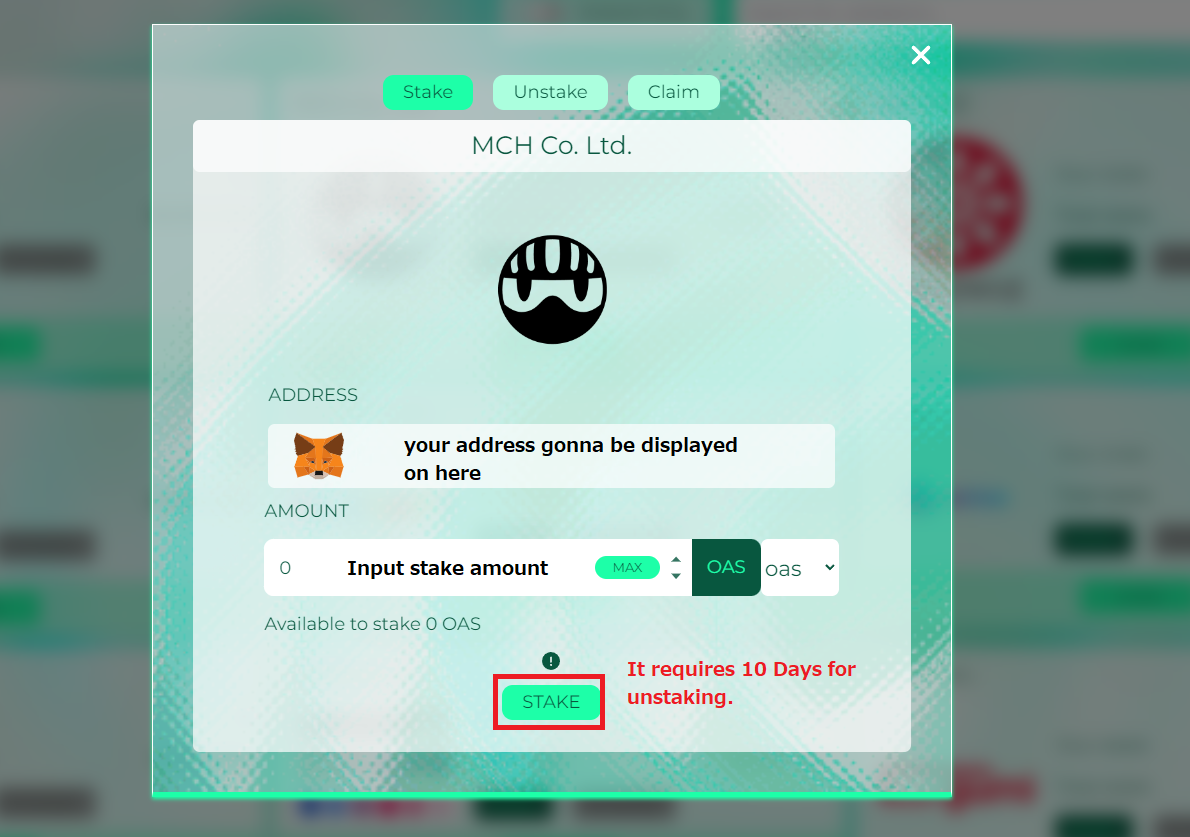 Stake Unstake Claim
MCH Co. Ltd.
ADDRESS
your address gonna be displayed
on here
AMOUNT
0 Input stake amount MAX OAS oas
Available to stake 0 OAS
!
It requires 10 Days for
unstaking.
STAKE